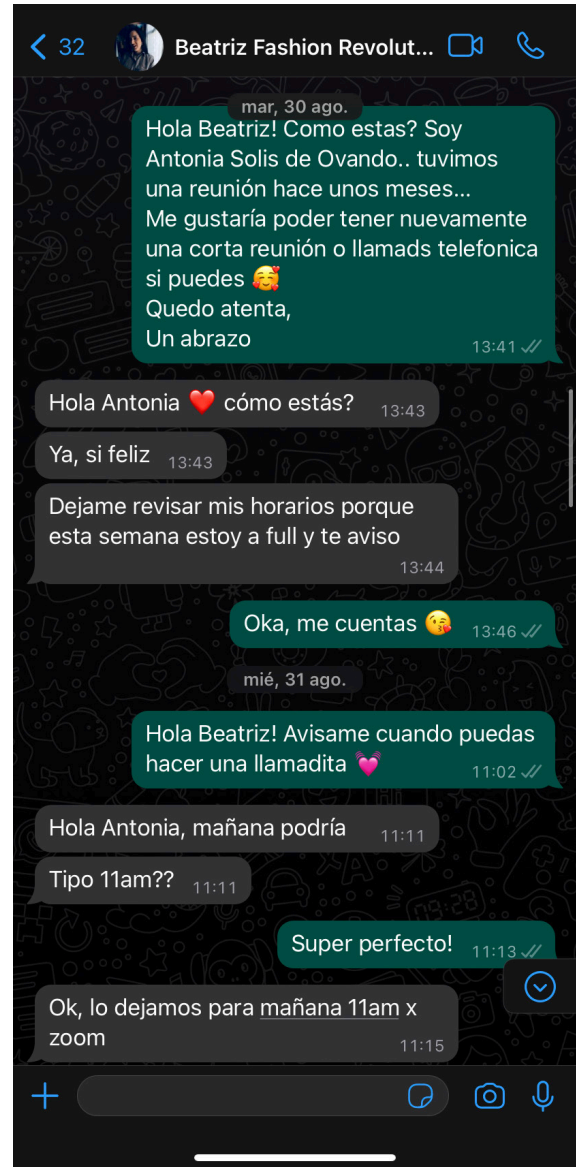 32
Beatriz Fashion Revolut...
mar, 30 ago.
Hola Beatriz! Como estas? Soy
Antonia Solis de Ovando.. tuvimos
una reunión hace unos meses...
Me gustaría poder tener nuevamente
una corta reunión o llamads telefonica
si puedes 🥰
Quedo atenta,
Un abrazo
13:41
Hola Antonia ❤️ cómo estás?
13:43
Ya, si feliz
13:43
Dejame revisar mis horarios porque
esta semana estoy a full y te aviso
13:44
Oka, me cuentas 😘
13:46
mié, 31 ago.
Hola Beatriz! Avisame cuando puedas
hacer una llamadita 💓
11:02
Hola Antonia, mañana podría
11:11
Tipo 11am??
11:11
Super perfecto!
11:13
Ok, lo dejamos para mañana 11am x
zoom
11:15